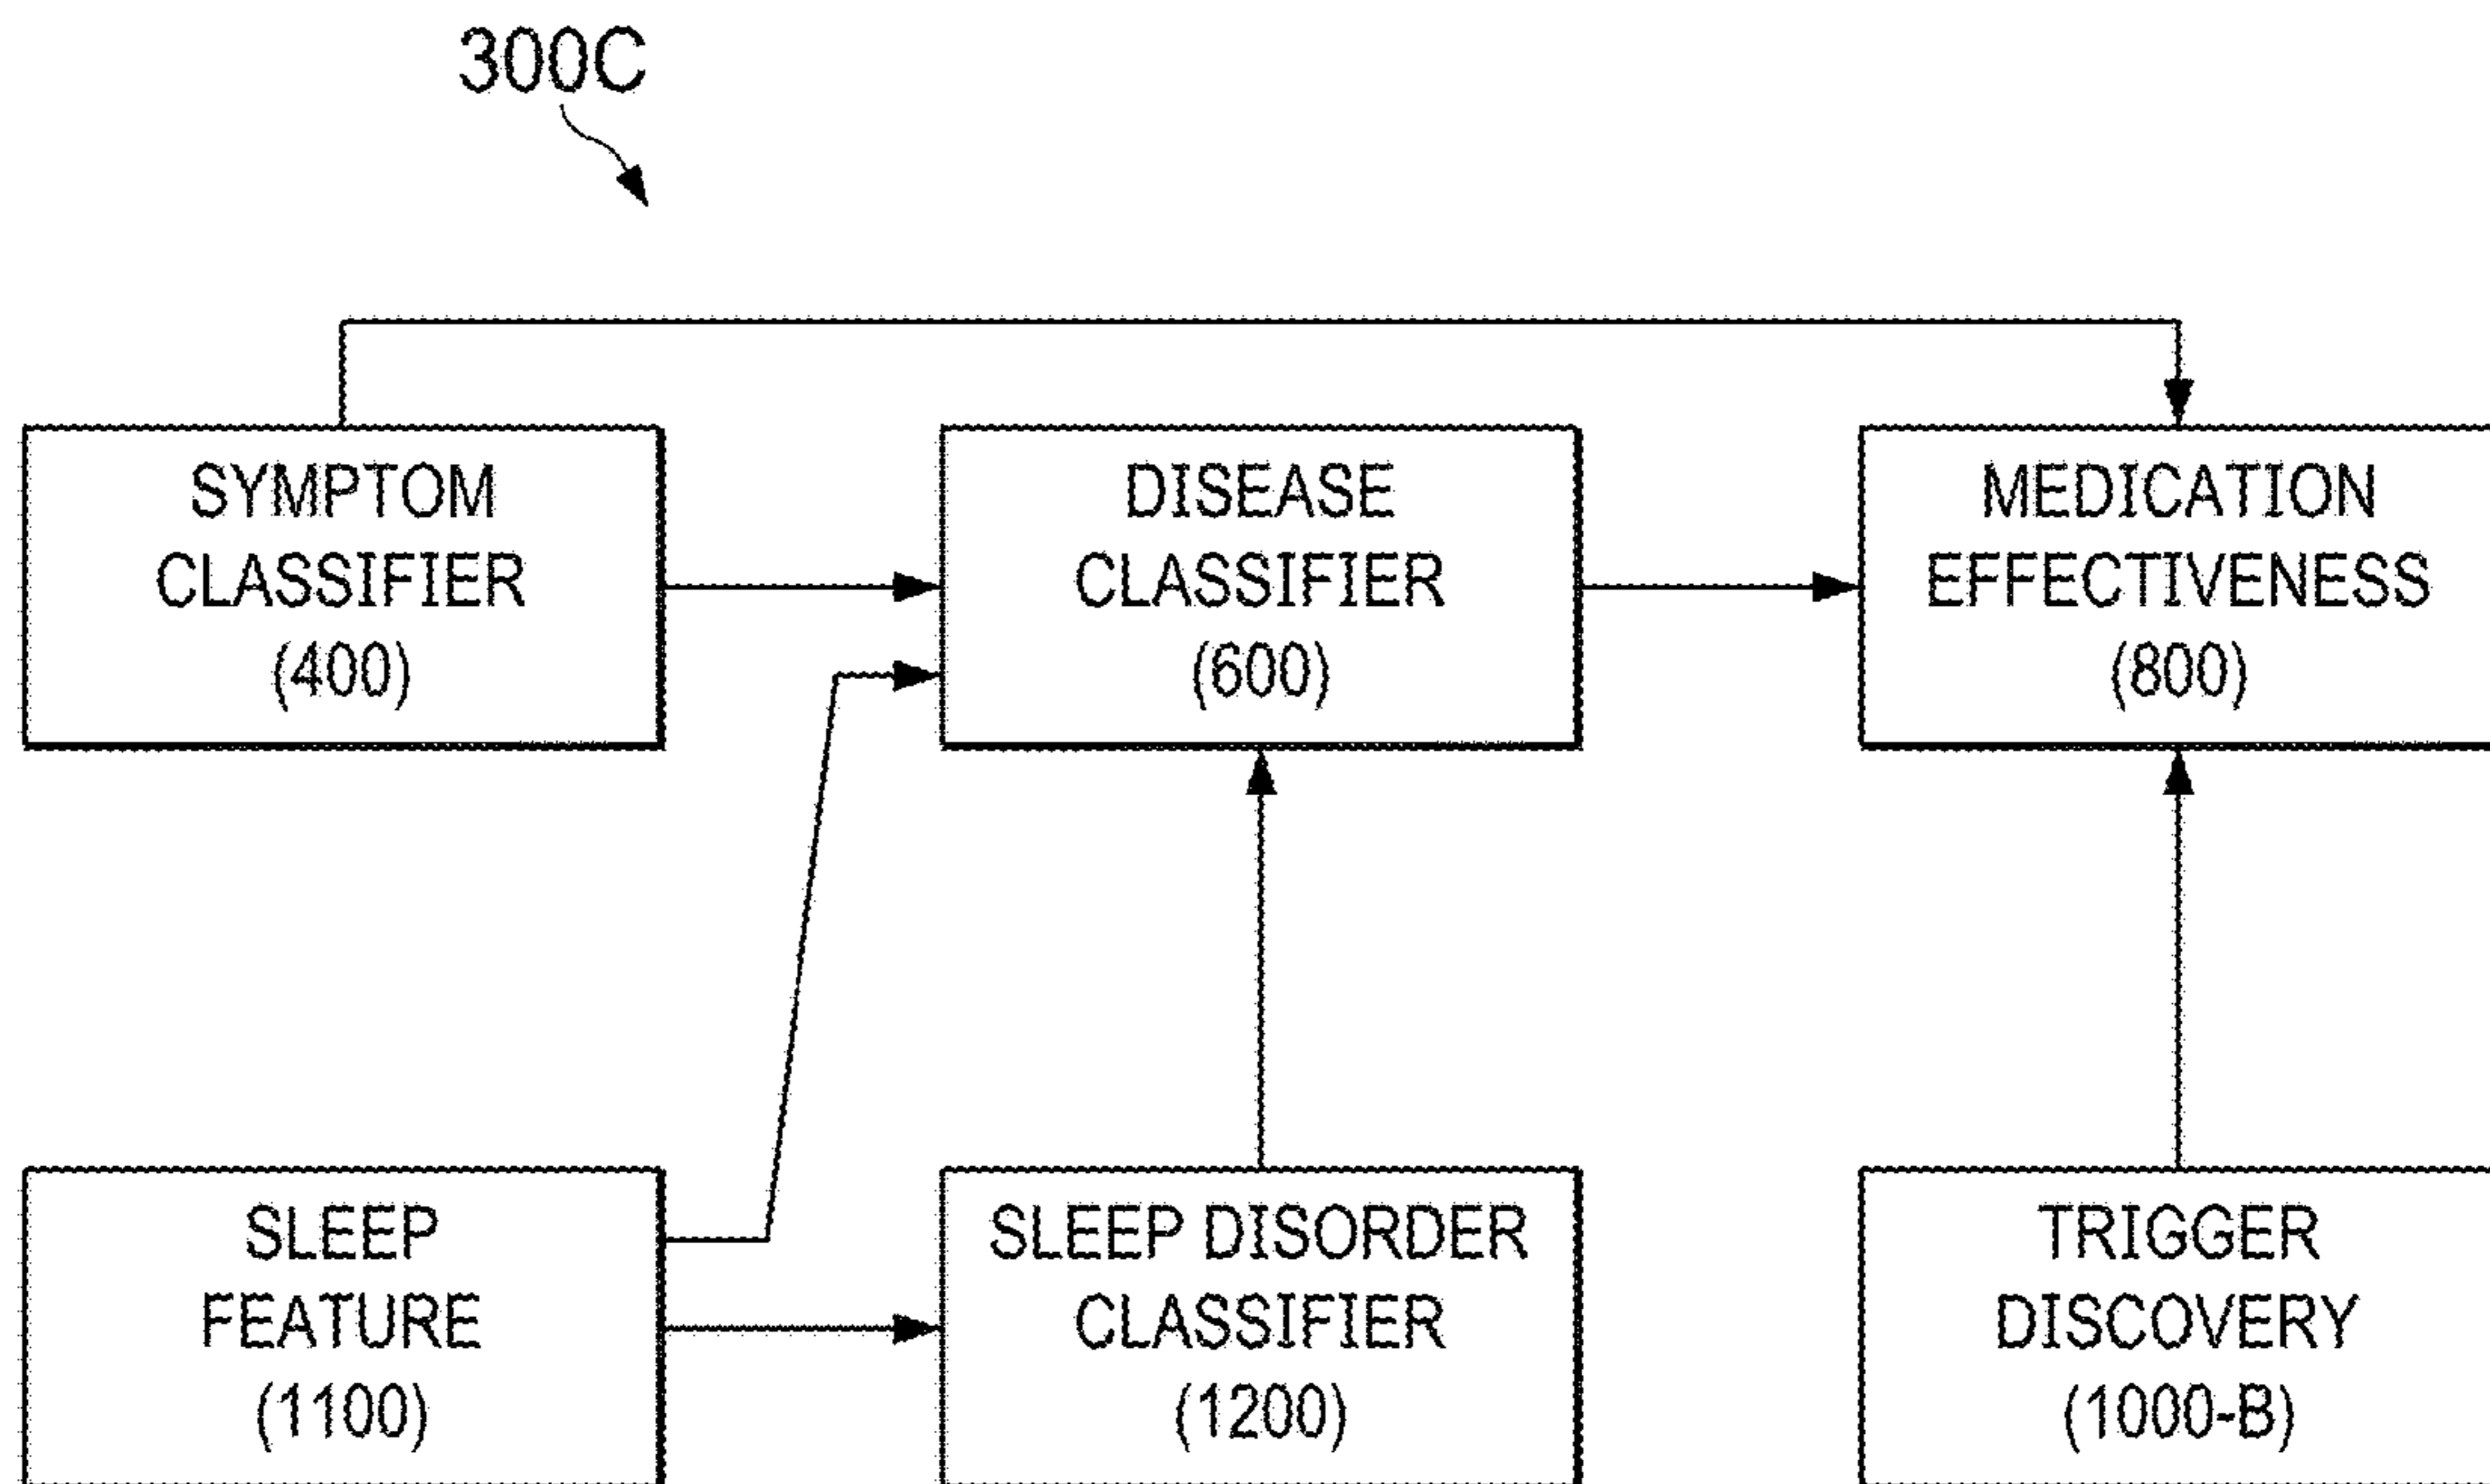 300C
SYMPTOM
CLASSIFIER
(400)
DISEASE
CLASSIFIER
(600)
MEDICATION
EFFECTIVENESS
(800)
SLEEP
FEATURE
(1100)
SLEEP DISORDER
CLASSIFIER
(1200)
TRIGGER
DISCOVERY
(1000-B)